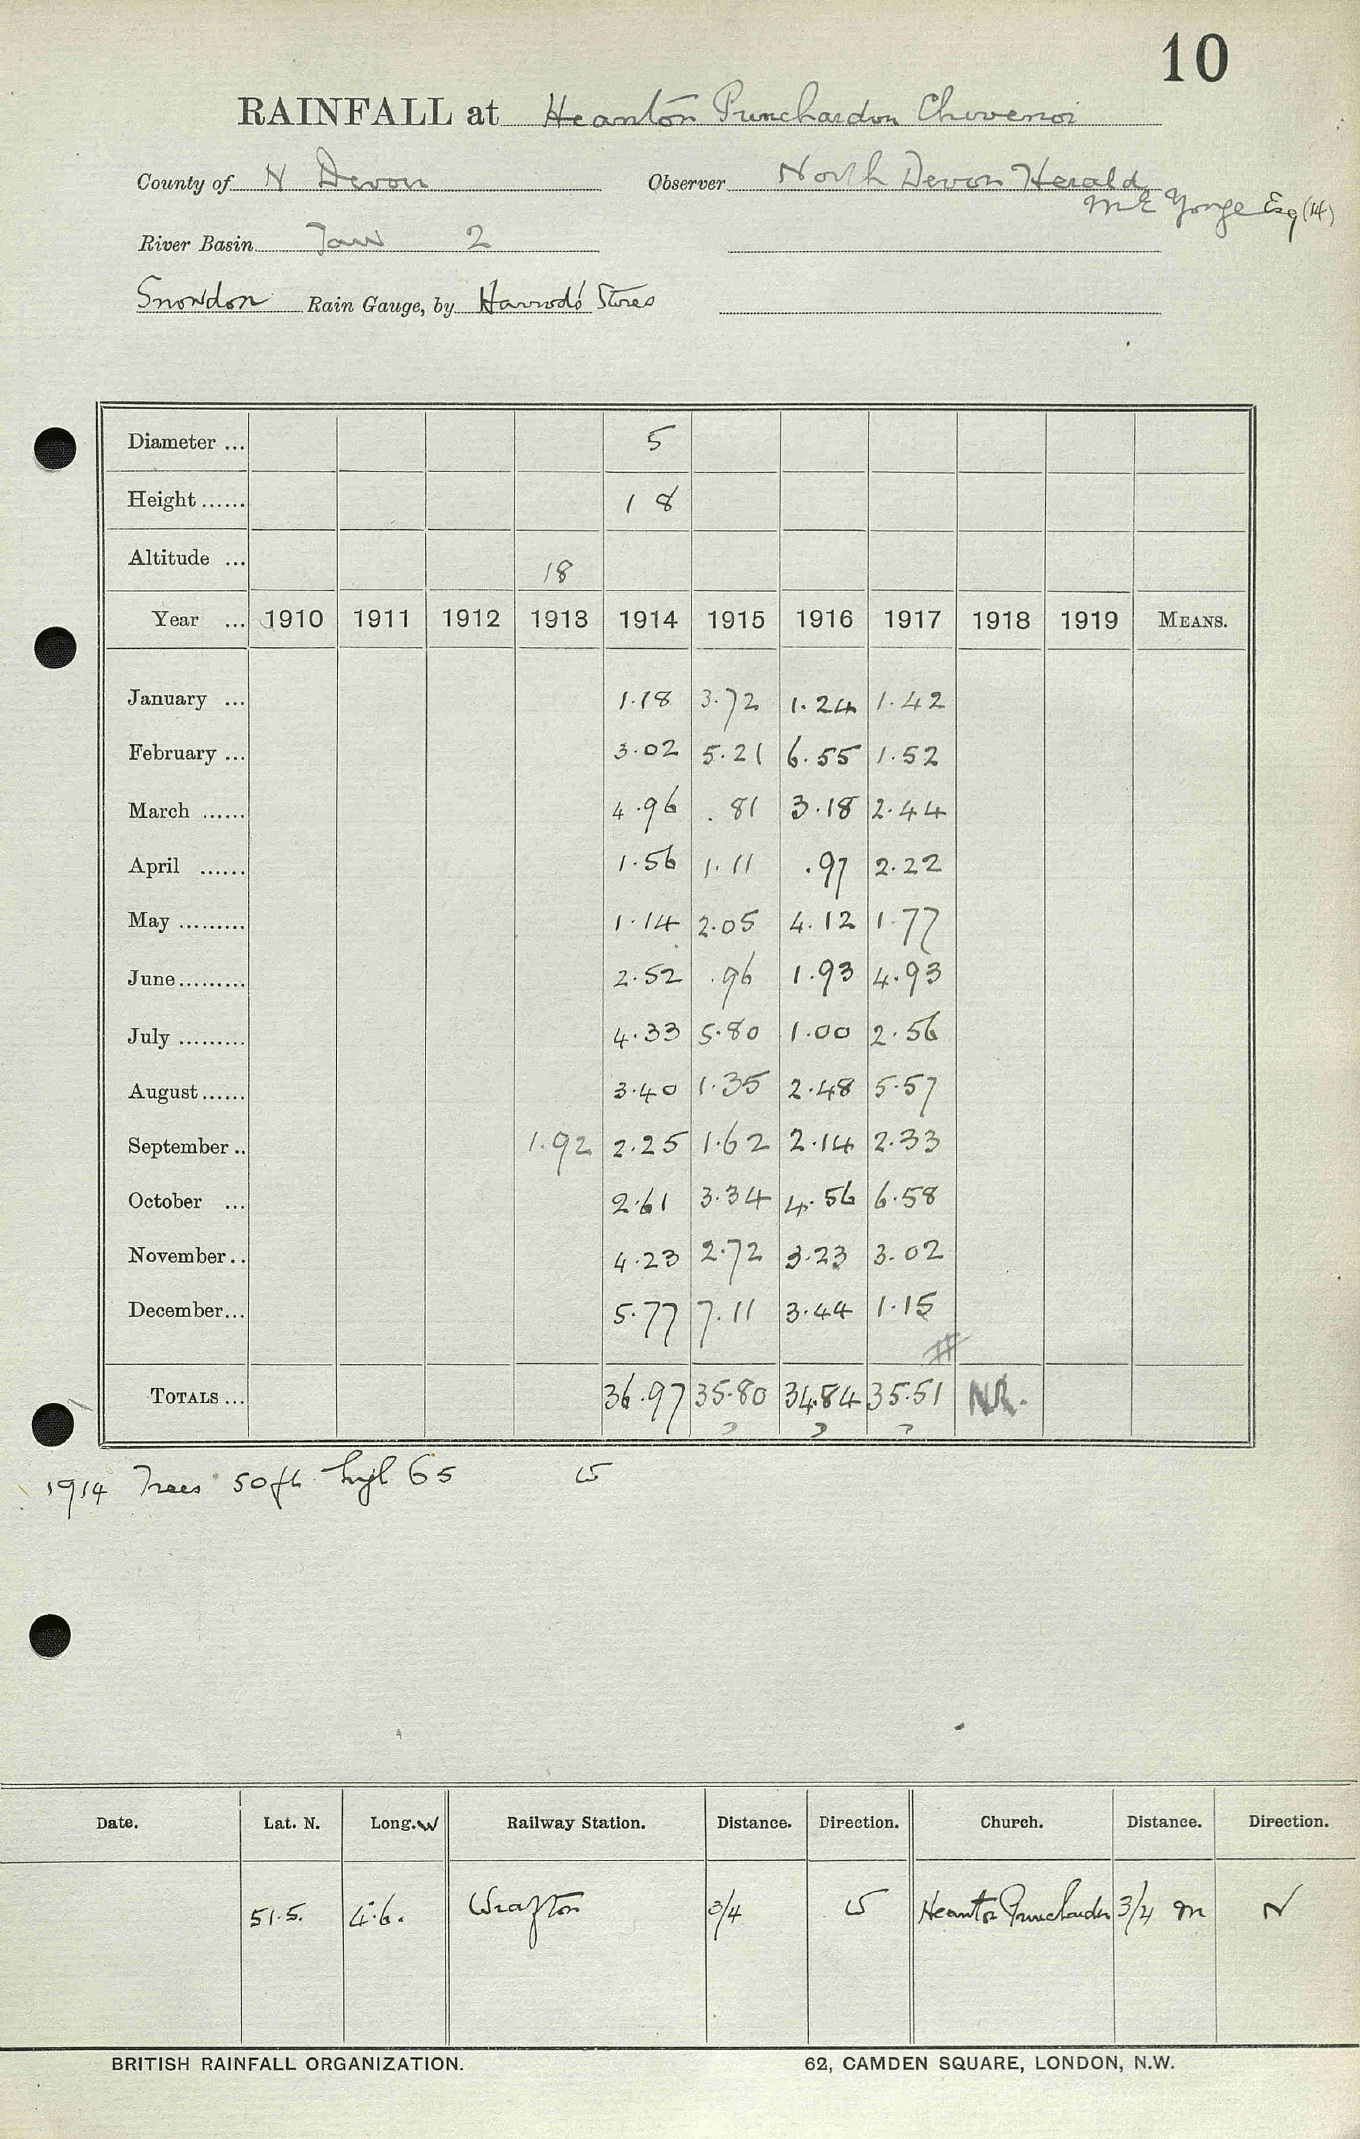 10
RAINFALL at Heanton Punchardon Chivenor
County of N Devon Observer North Devon Herald
M E Yonge Esq (14)
River Basin Taw 2
Snowdon Rain Gauge, by Harrod's Stores
Diameter ... 5
Height ...... 18
Altitude ... 18
Year ... 1910 1911 1912 1913 1914 1915 1916 1917 1918 1919 MEANS.
January ... 1.18 3.72 1.24 1.42
February ... 3.02 5.21 6.55 1.52
March ...... 4.96 .81 3.18 2.44
April ...... 1.56 1.11 .97 2.22
May ......... 1.14 2.05 4.12 1.77
June ......... 2.52 .96 1.93 4.93
July ......... 4.33 5.80 1.00 2.56
August ...... 3.40 1.35 2.48 5.57
September .. 1.92 2.25 1.62 2.14 2.33
October ... 2.61 3.34 4.56 6.58
November .. 4.23 2.72 3.23 3.02
December ... 5.77 7.11 3.44 1.15
#
TOTALS ... 36.97 35.80 34.84 35.51 N.R.
? ? ?
1914 Trees 50ft high 65 W
Date. Lat. N. Long. W Railway Station. Distance. Direction. Church. Distance. Direction.
51.5. 4.6. Wrafton 3/4 W Heanton Punchardon 3/4 m N
BRITISH RAINFALL ORGANIZATION. 62, CAMDEN SQUARE, LONDON, N.W.